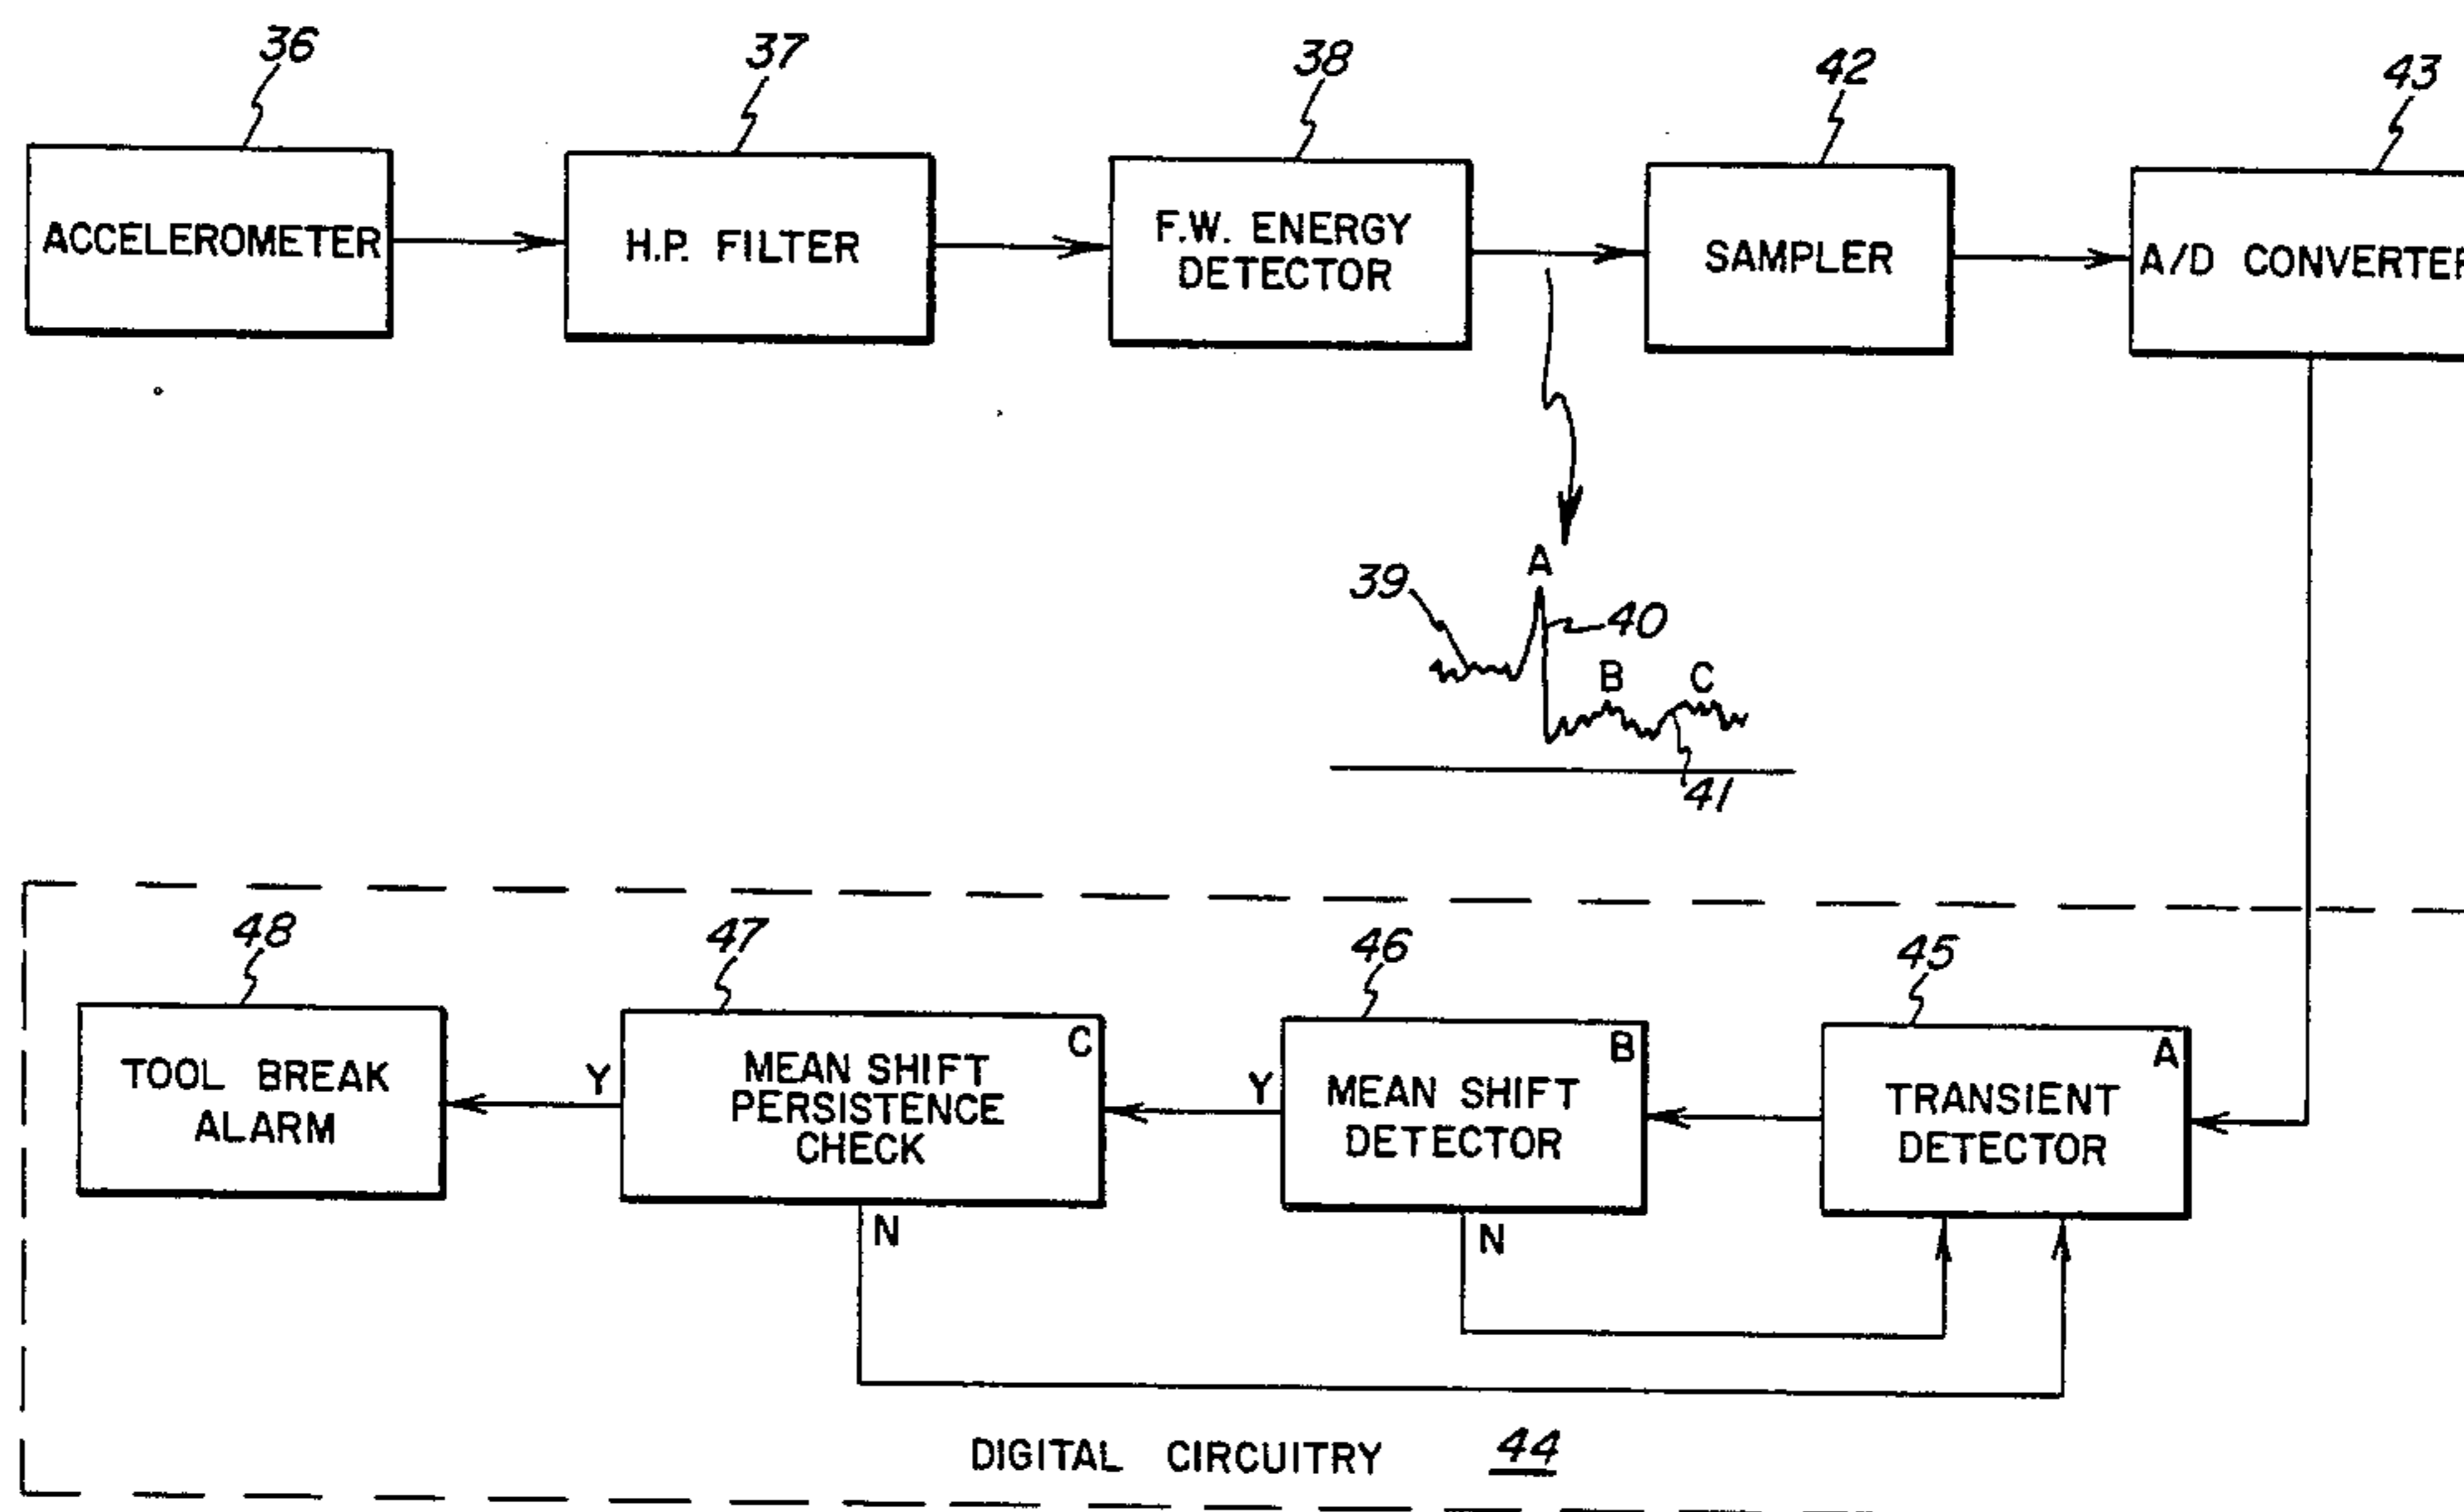 36
37
38
42
43
ACCELEROMETER
H.P. FILTER
F.W. ENERGY
DETECTOR
SAMPLER
A/D CONVERTER
A
39
40
B
C
41
48
47
46
45
TOOL BREAK
ALARM
Y
C
MEAN SHIFT
PERSISTENCE
CHECK
N
Y
B
MEAN SHIFT
DETECTOR
N
A
TRANSIENT
DETECTOR
DIGITAL CIRCUITRY 44